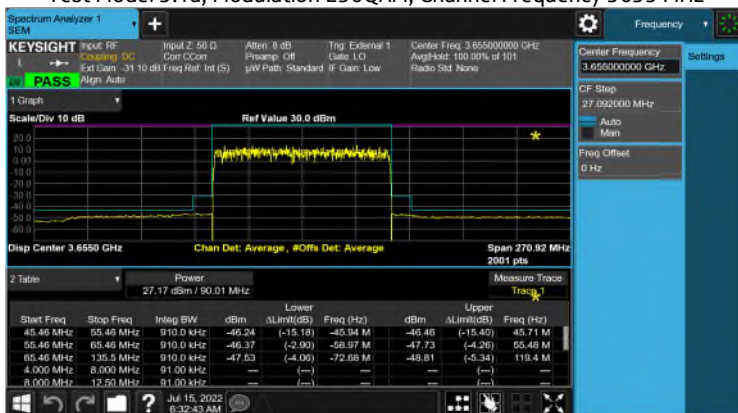 Spectrum Analyzer 1
SEM
Frequency
KEYSIGHT
Input: RF
Coupling: DC
Ext Gain: -31.10 dB
Align: Auto
Input Z: 50 Ω
Corr CCorr
Freq Ref: Int (S)
Atten: 8 dB
Preamp: Off
µW Path: Standard
Trig: External 1
Gate: LO
IF Gain: Low
Center Freq: 3.655000000 GHz
Avg|Hold: 100.00% of 101
Radio Std: None
L
PASS
Center Frequency
3.655000000 GHz
Settings
CF Step
27.092000 MHz
Auto
Man
Freq Offset
0 Hz
1 Graph
Scale/Div 10 dB
Ref Value 30.0 dBm
20.0
10.0
0.00
-10.0
-20.0
-30.0
-40.0
-50.0
-60.0
Disp Center 3.6550 GHz
Chan Det: Average , #Offs Det: Average
Span 270.92 MHz
2001 pts
2 Table
Power
27.17 dBm / 90.01 MHz
Measure Trace
Trace 1
Lower Upper
Start Freq Stop Freq Integ BW dBm ΔLimit(dB) Freq (Hz) dBm ΔLimit(dB) Freq (Hz)
45.46 MHz 55.46 MHz 910.0 kHz -46.24 (-15.18) -45.94 M -46.46 (-15.40) 45.71 M
55.46 MHz 65.46 MHz 910.0 kHz -46.37 (-2.90) -58.97 M -47.73 (-4.26) 55.48 M
65.46 MHz 135.5 MHz 910.0 kHz -47.53 (-4.06) -72.68 M -48.81 (-5.34) 119.4 M
4.000 MHz 8.000 MHz 91.00 kHz --- (---) --- (---)
8.000 MHz 12.50 MHz 91.00 kHz --- (---) --- (---)
Jul 15, 2022
6:32:43 AM